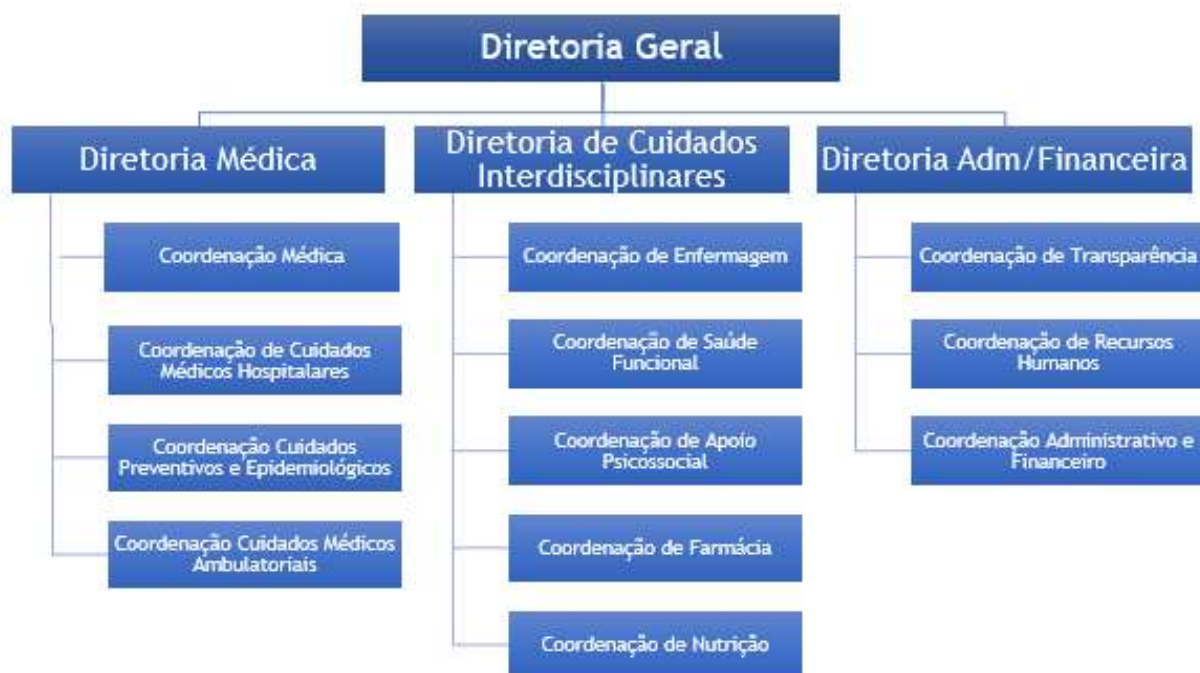 Diretoria Geral
Diretoria Médica
Coordenação Médica
Coordenação de Cuidados
Médicos Hospitalares
Coordenação Cuidados
Preventivos e Epidemiológicos
Coordenação Cuidados Médicos
Ambulatoriais
Diretoria de Cuidados
Interdisciplinares
Coordenação de Enfermagem
Coordenação de Saúde
Funcional
Coordenação de Apoio
Psicossocial
Coordenação de Farmácia
Coordenação de Nutrição
Diretoria Adm/Financeira
Coordenação de Transparência
Coordenação de Recursos
Humanos
Coordenação Administrativo e
Financeiro